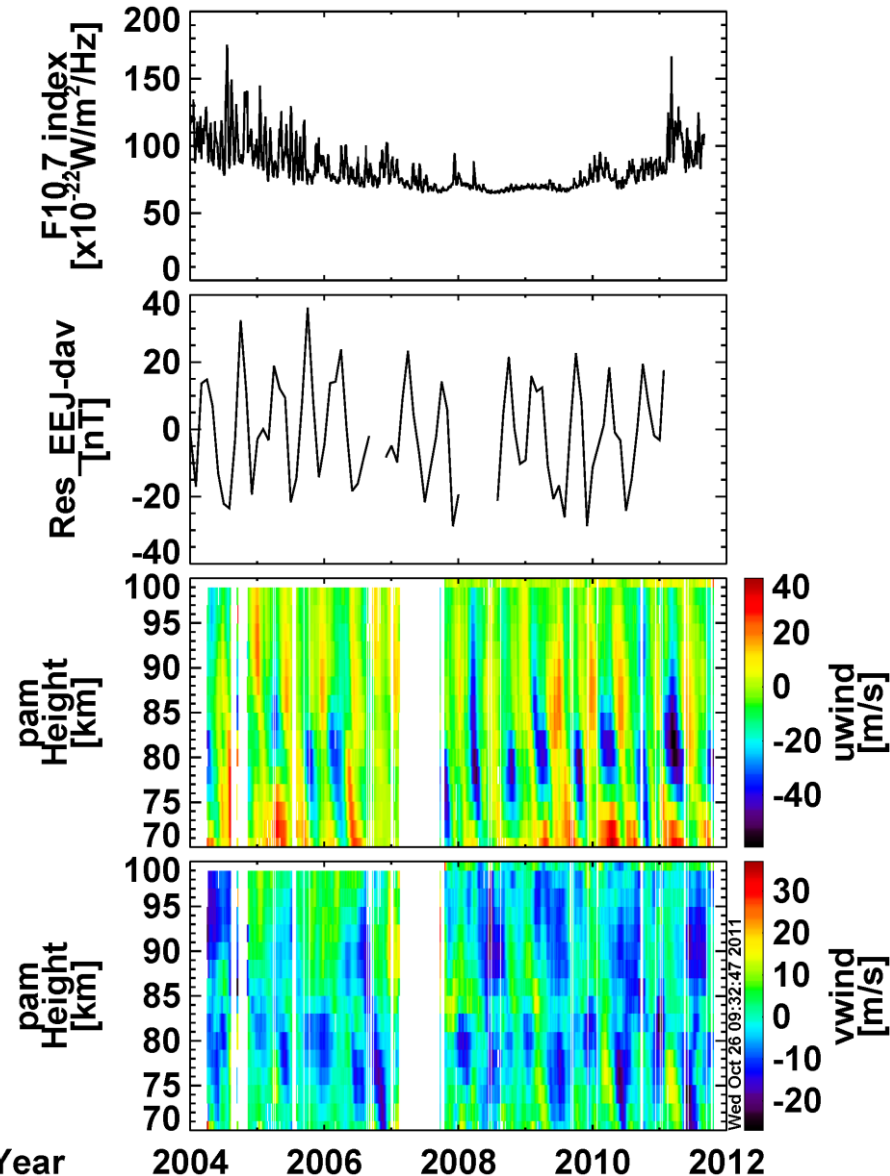 F10.7 index
[x10-22W/m2/Hz]
200
150
100
50
0
Res_EEJ-dav
[nT]
40
20
0
-20
-40
pam
Height
[km]
100
95
90
85
80
75
70
40
20
0
-20
-40
uwind
[m/s]
pam
Height
[km]
100
95
90
85
80
75
70
Wed Oct 26 09:32:47 2011
30
20
10
0
-10
-20
vwind
[m/s]
Year 2004 2006 2008 2010 2012